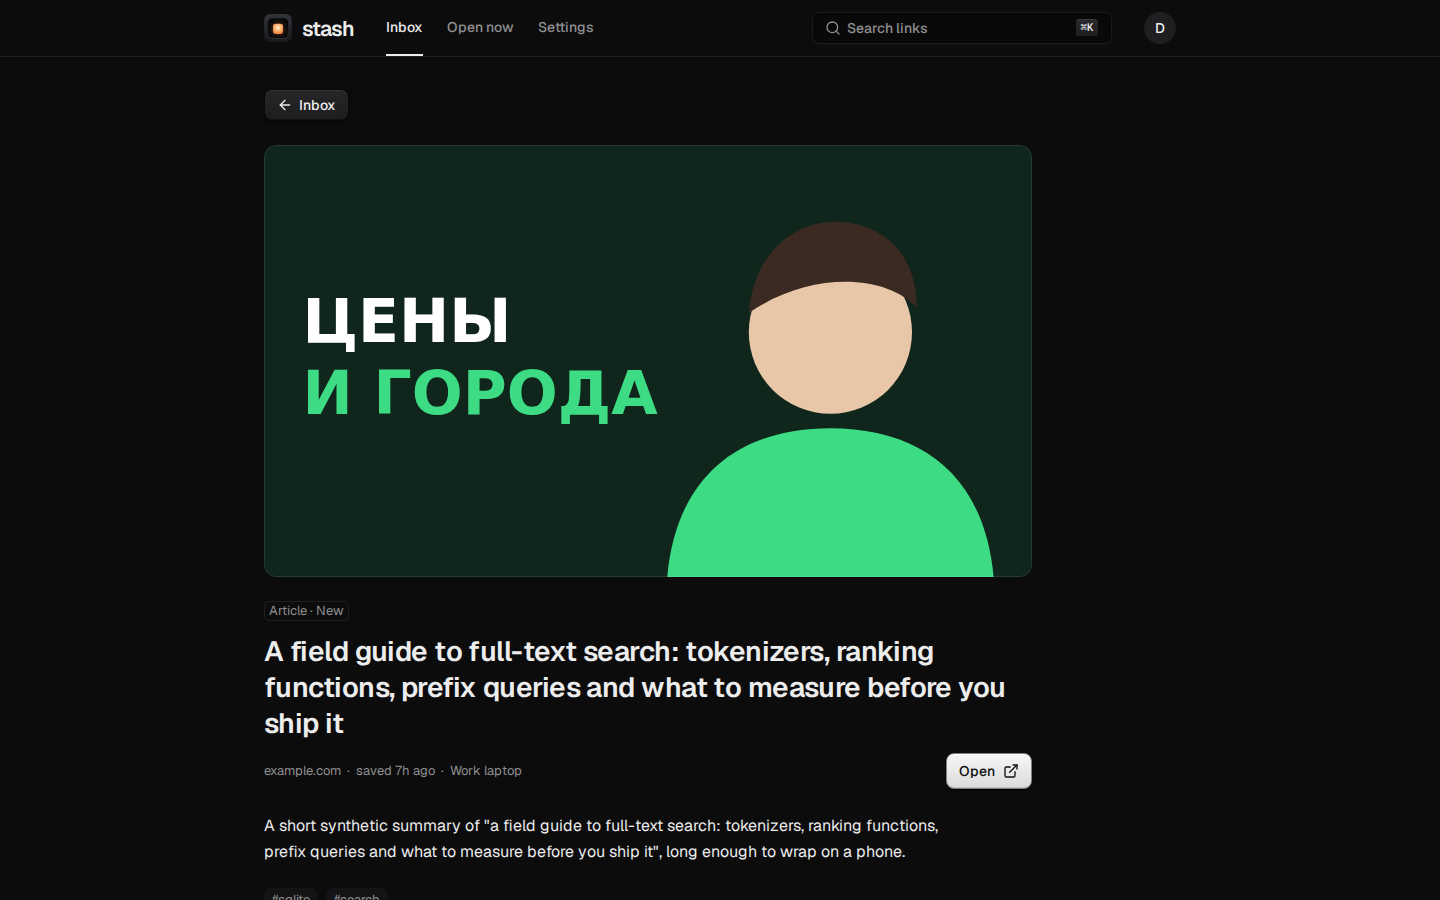 stash
Inbox
Open now
Settings
Search links
⌘K
D
Inbox
ЦЕНЫ
И ГОРОДА
Article · New
A field guide to full-text search: tokenizers, ranking
functions, prefix queries and what to measure before you
ship it
example.com · saved 7h ago · Work laptop
Open
A short synthetic summary of "a field guide to full-text search: tokenizers, ranking functions,
prefix queries and what to measure before you ship it", long enough to wrap on a phone.
#sqlite #search